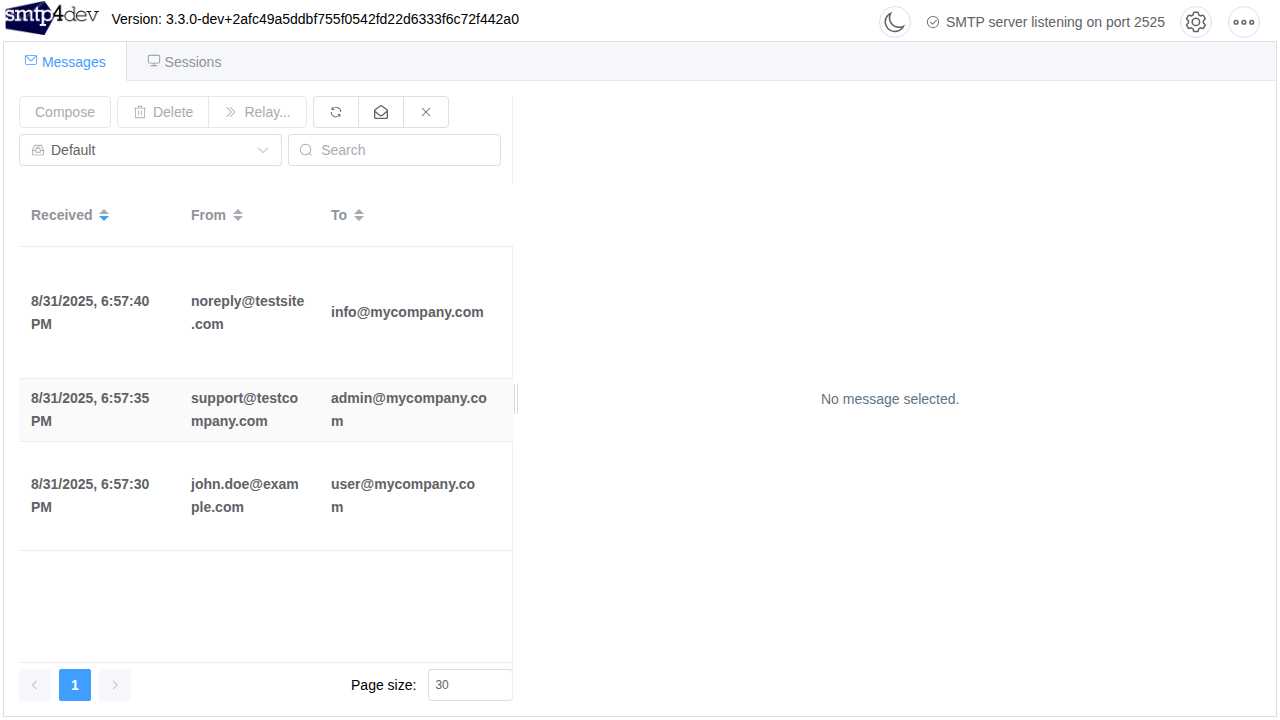 smtp4dev Version: 3.3.0-dev+2afc49a5ddbf755f0542fd22d6333f6c72f442a0 SMTP server listening on port 2525
Messages Sessions
Compose Delete Relay...
Default Search
Received From To
8/31/2025, 6:57:40 PM noreply@testsite.com info@mycompany.com
8/31/2025, 6:57:35 PM support@testcompany.com admin@mycompany.com
8/31/2025, 6:57:30 PM john.doe@example.com user@mycompany.com
No message selected.
1 Page size: 30